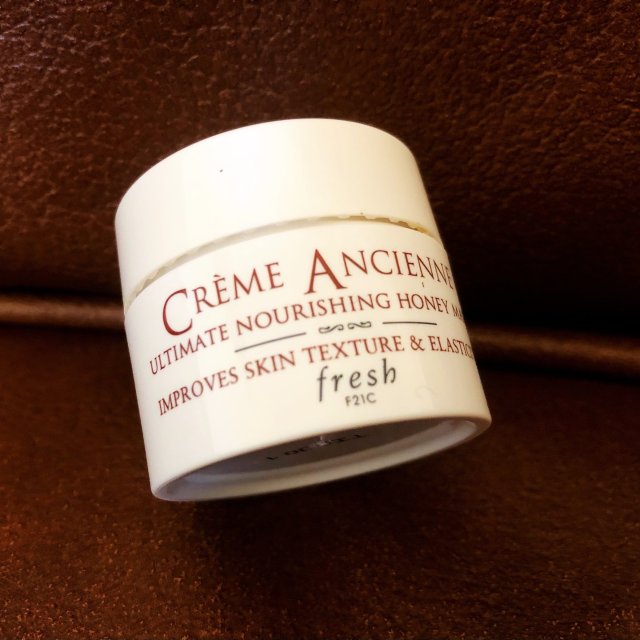 CRÈME ANCIENNE
ULTIMATE NOURISHING HONEY
IMPROVES SKIN TEXTURE &
fresh
F21C